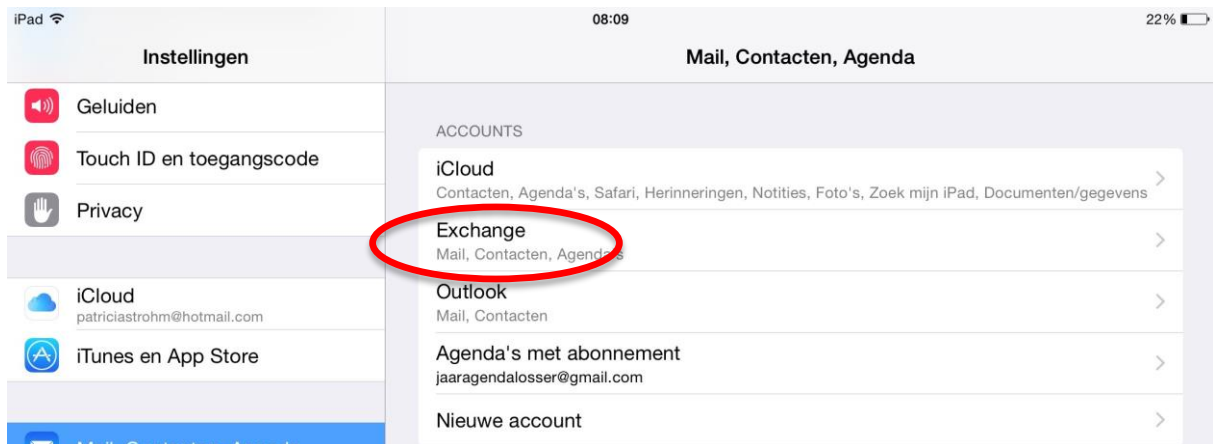 iPad 08:09 22%
Instellingen
Geluiden
Touch ID en toegangscode
Privacy
iCloud
patriciastrohm@hotmail.com
iTunes en App Store
Mail, Contacten, Agenda
ACCOUNTS
iCloud
Contacten, Agenda's, Safari, Herinneringen, Notities, Foto's, Zoek mijn iPad, Documenten/gegevens
Exchange
Mail, Contacten, Agenda's
Outlook
Mail, Contacten
Agenda's met abonnement
jaaragendalosser@gmail.com
Nieuwe account